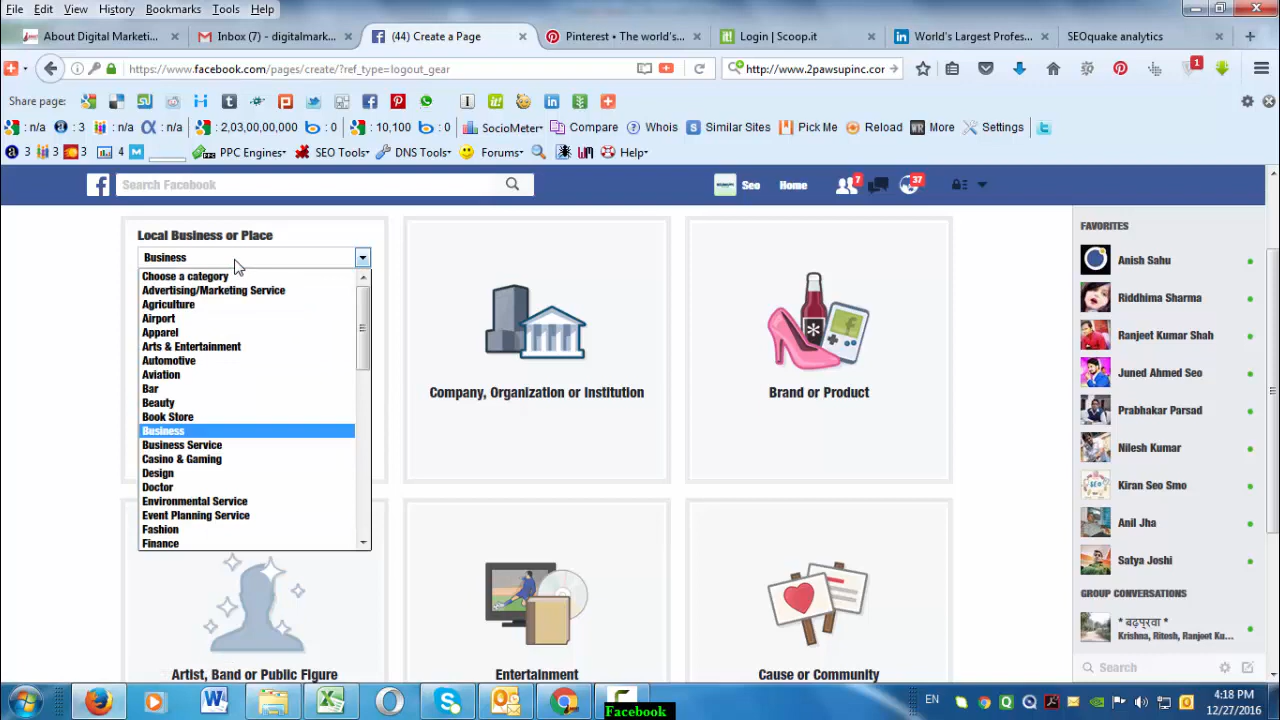 File Edit View History Bookmarks Tools Help
About Digital Marketi... Inbox (7) - digitalmark... (44) Create a Page Pinterest • The world's... Login | Scoop.it World's Largest Profes... SEOquake analytics
https://www.facebook.com/pages/create/?ref_type=logout_gear http://www.2pawsupinc.cor 1
Share page:
: n/a : 3 : n/a : n/a : 2,03,00,00,000 : 0 : 10,100 : 0 SocioMeter Compare Whois Similar Sites Pick Me Reload More Settings
3 3 3 4 PPC Engines SEO Tools DNS Tools Forums Help
Search Facebook Seo Home 7 37
Local Business or Place
Business
Choose a category
Advertising/Marketing Service
Agriculture
Airport
Apparel
Arts & Entertainment
Automotive
Aviation
Bar
Beauty
Book Store
Business
Business Service
Casino & Gaming
Design
Doctor
Environmental Service
Event Planning Service
Fashion
Finance
Company, Organization or Institution
Brand or Product
Artist, Band or Public Figure
Entertainment
Cause or Community
FAVORITES
Anish Sahu
Riddhima Sharma
Ranjeet Kumar Shah
Juned Ahmed Seo
Prabhakar Parsad
Nilesh Kumar
Kiran Seo Smo
Anil Jha
Satya Joshi
GROUP CONVERSATIONS
* बढ़प्रवा *
Krishna, Ritosh, Ranjeet Ku...
Search
Facebook
EN
4:18 PM
12/27/2016